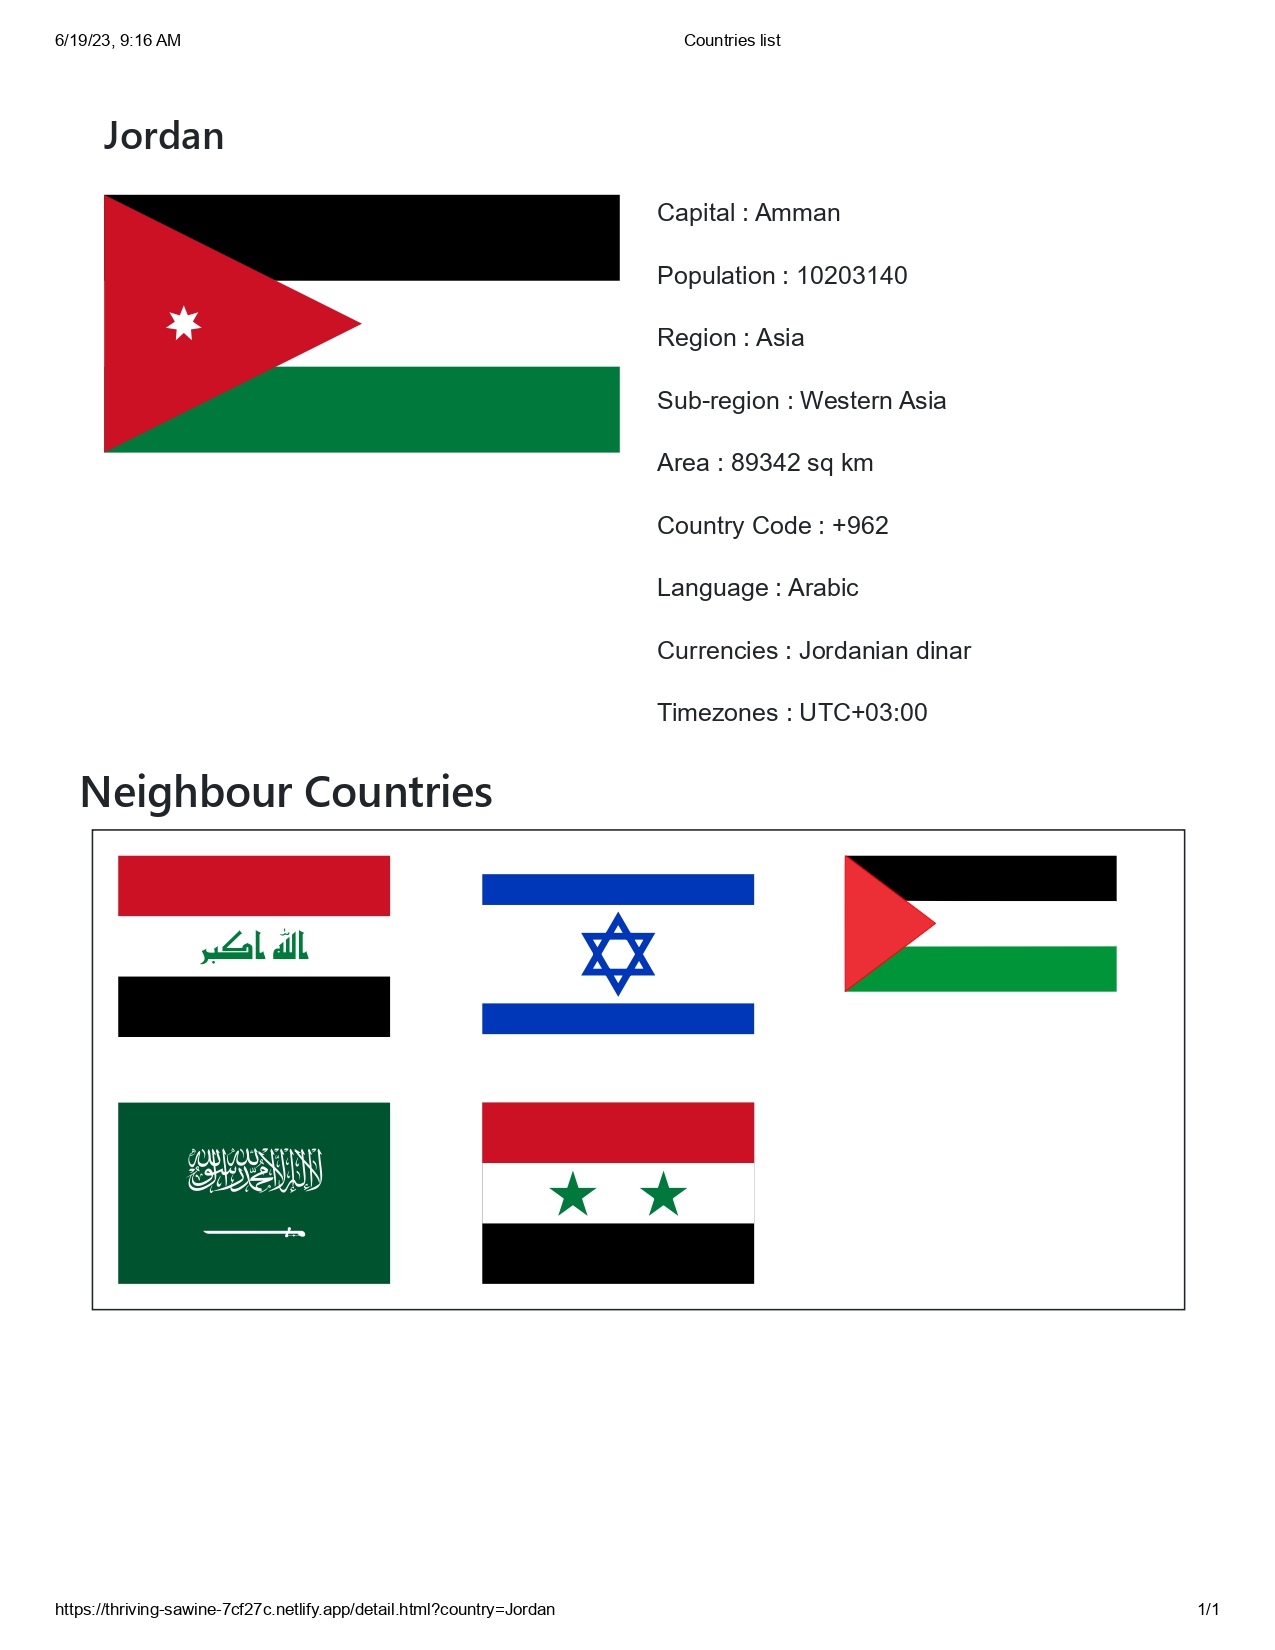 6/19/23, 9:16 AM Countries list
Jordan
Capital : Amman
Population : 10203140
Region : Asia
Sub-region : Western Asia
Area : 89342 sq km
Country Code : +962
Language : Arabic
Currencies : Jordanian dinar
Timezones : UTC+03:00
Neighbour Countries
الله اكبر
لا إله إلا الله محمد رسول الله
https://thriving-sawine-7cf27c.netlify.app/detail.html?country=Jordan 1/1